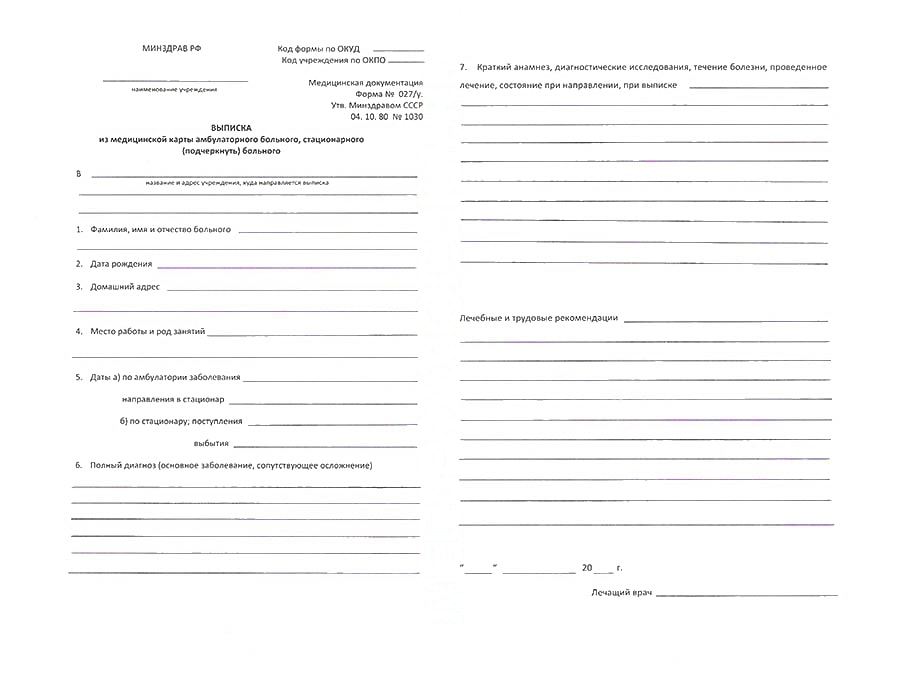 МИНЗДРАВ РФ
Код формы по ОКУД
Код учреждения по ОКПО
наименование учреждения
Медицинская документация
Форма № 027/у.
Утв. Минздравом СССР
04. 10. 80 № 1030
ВЫПИСКА
из медицинской карты амбулаторного больного, стационарного
(подчеркнуть) больного
В
название и адрес учреждения, куда направляется выписка
1. Фамилия, имя и отчество больного
2. Дата рождения
3. Домашний адрес
4. Место работы и род занятий
5. Даты а) по амбулатории заболевания
направления в стационар
б) по стационару; поступления
выбытия
6. Полный диагноз (основное заболевание, сопутствующее осложнение)
7. Краткий анамнез, диагностические исследования, течение болезни, проведенное
лечение, состояние при направлении, при выписке
Лечебные и трудовые рекомендации
"______" ________________ 20 ____ г.
Лечащий врач